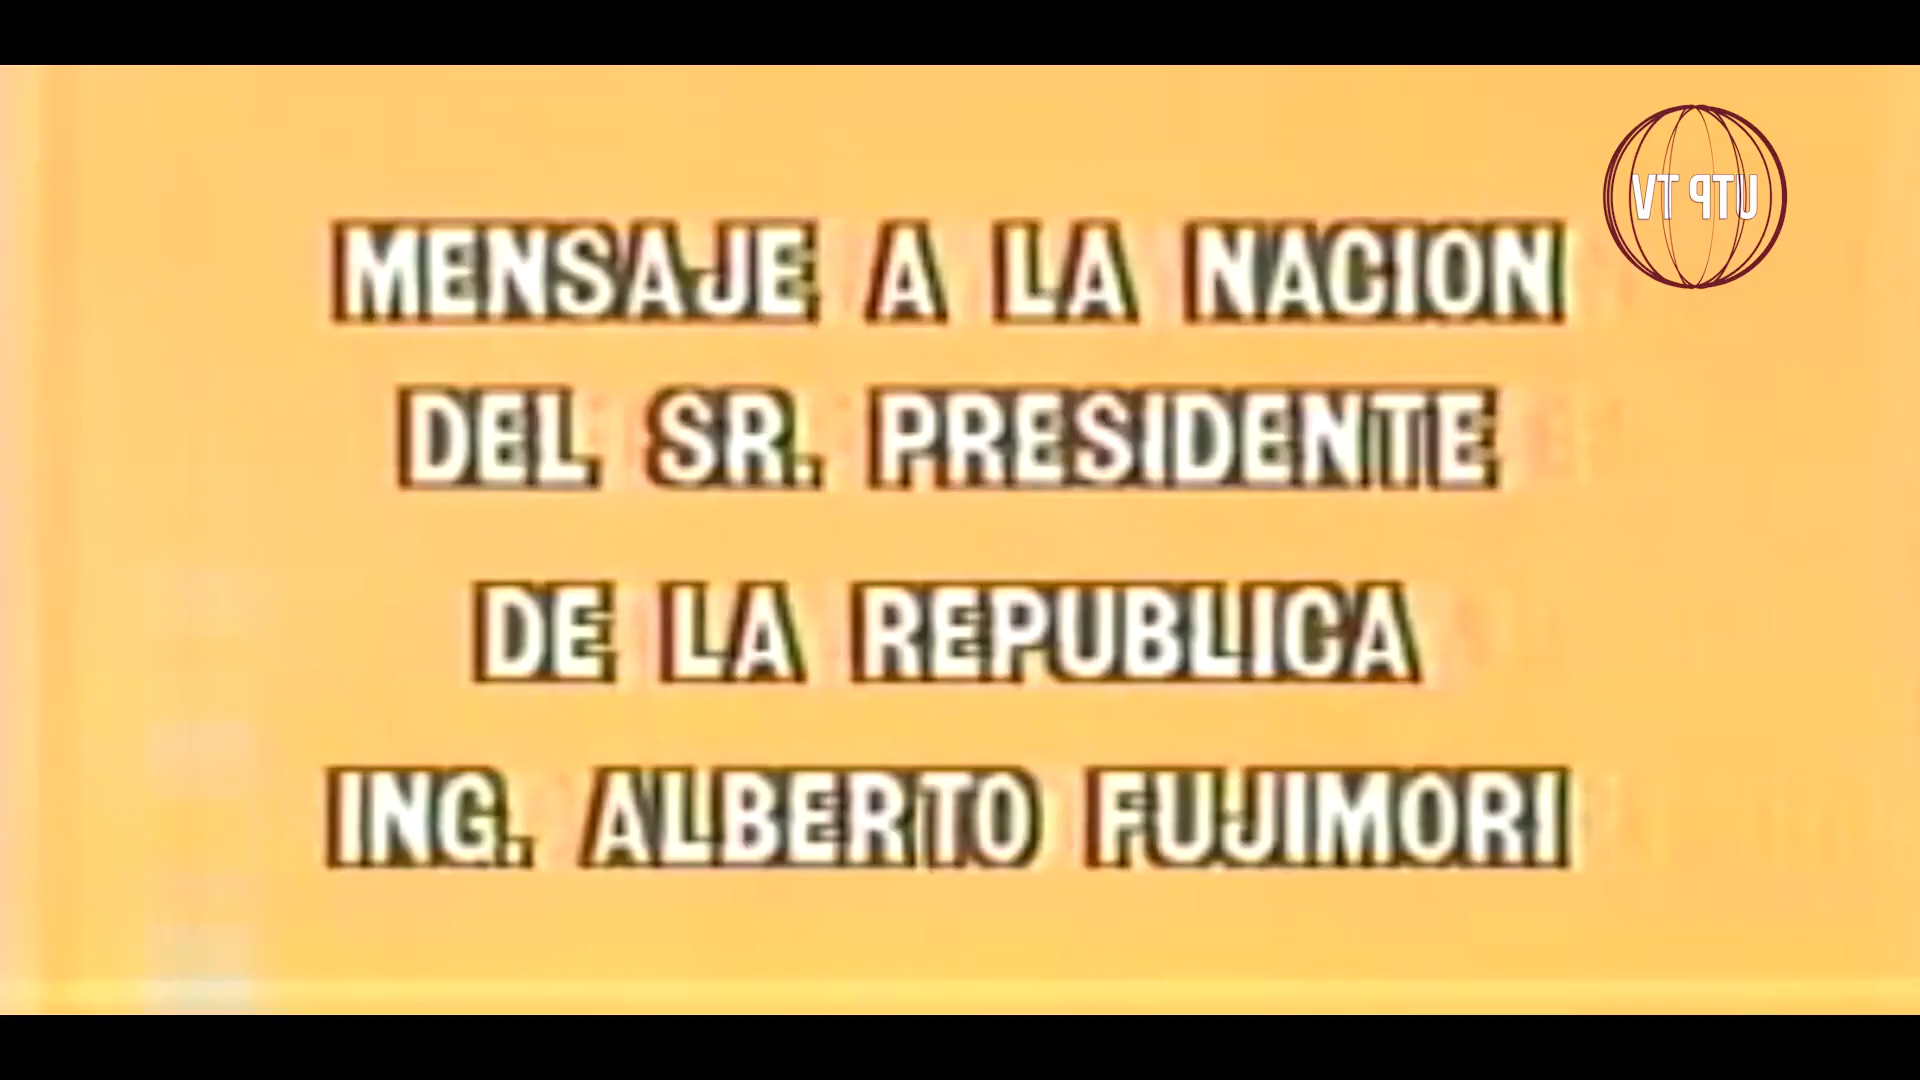 UTP TV
MENSAJE A LA NACION
DEL SR. PRESIDENTE
DE LA REPUBLICA
ING. ALBERTO FUJIMORI